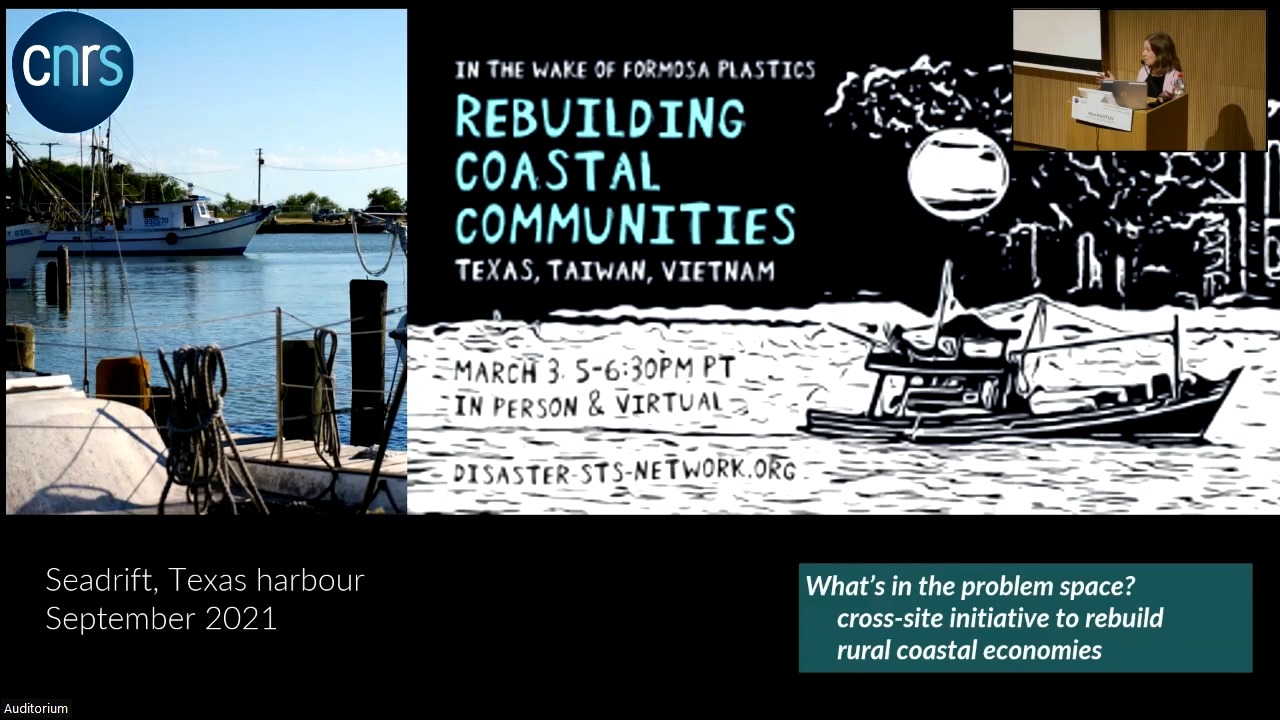 cnrs
IN THE WAKE OF FORMOSA PLASTICS
REBUILDING
COASTAL
COMMUNITIES
TEXAS, TAIWAN, VIETNAM
MARCH 3. 5-6:30PM PT
IN PERSON & VIRTUAL
DISASTER-STS-NETWORK.ORG
Seadrift, Texas harbour
September 2021
What's in the problem space?
cross-site initiative to rebuild
rural coastal economies
Auditorium